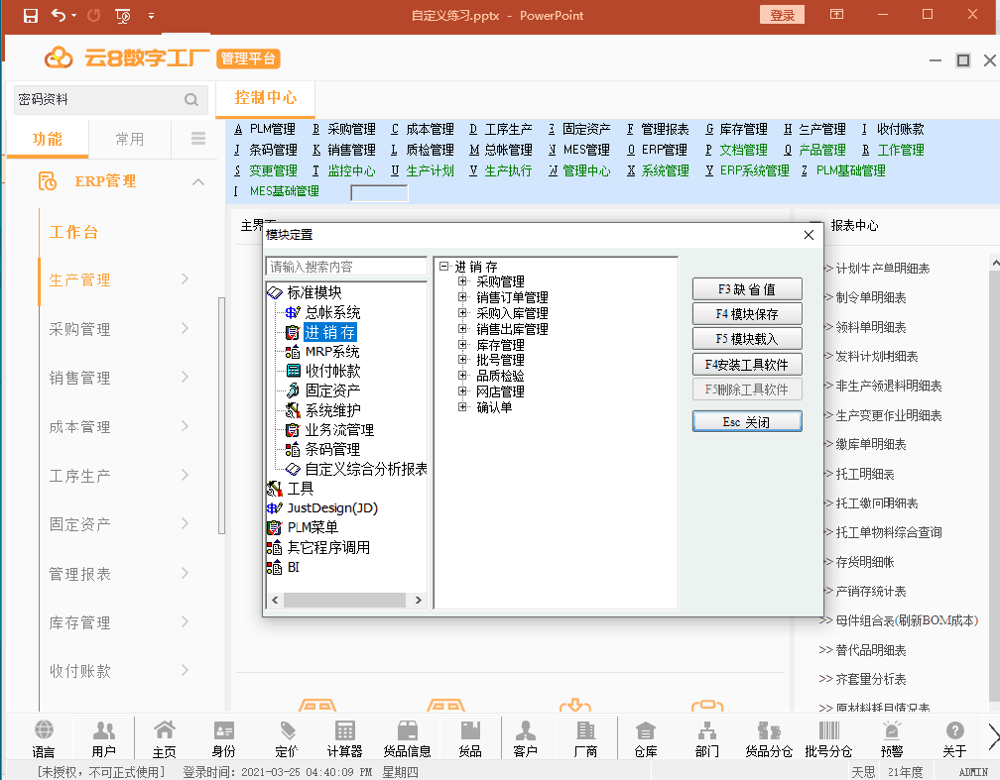 自定义练习.pptx - PowerPoint
登录
云8数字工厂 管理平台
密码资料
控制中心
功能 常用
A PLM管理 B 采购管理 C 成本管理 D 工序生产 3 固定资产 F 管理报表 G 库存管理 H 生产管理 I 收付账款
J 条码管理 K 销售管理 L 质检管理 M 总帐管理 N MES管理 O ERP管理 P 文档管理 Q 产品管理 R 工作管理
S 变更管理 T 监控中心 U 生产计划 V 生产执行 W 管理中心 X 系统管理 Y ERP系统管理 Z PLM基础管理
I MES基础管理
ERP管理
工作台
生产管理
采购管理
销售管理
成本管理
工序生产
固定资产
管理报表
库存管理
收付账款
主界
模块定置
请输入搜索内容
标准模块
总帐系统
进 销 存
MRP系统
收付帐款
固定资产
系统维护
业务流管理
条码管理
自定义综合分析报表
工具
JustDesign(JD)
PLM菜单
其它程序调用
BI
进 销 存
采购管理
销售订单管理
采购入库管理
销售出库管理
库存管理
批号管理
品质检验
网店管理
确认单
F3 缺 省 值
F4 模块保存
F5 模块载入
F4安装工具软件
F5删除工具软件
Esc 关闭
报表中心
> 计划生产单明细表
> 制令单明细表
> 领料单明细表
> 发料计划明细表
> 非生产领退料明细表
> 生产变更作业明细表
> 缴库单明细表
> 托工明细表
> 托工缴回明细表
> 托工单物料综合查询
> 存货明细帐
> 产销存统计表
>> 母件组合表(刷新BOM成本)
>> 替代品明细表
>> 齐套量分析表
>> 原材料耗用情况表
语言 用户 主页 身份 定价 计算器 货品信息 货品 客户 厂商 仓库 部门 货品分仓 批号分仓 预警 关于
[未授权，不可正式使用] 登录时间：2021-03-25 04:40:09 PM 星期四 天思 21年度 ADMIN